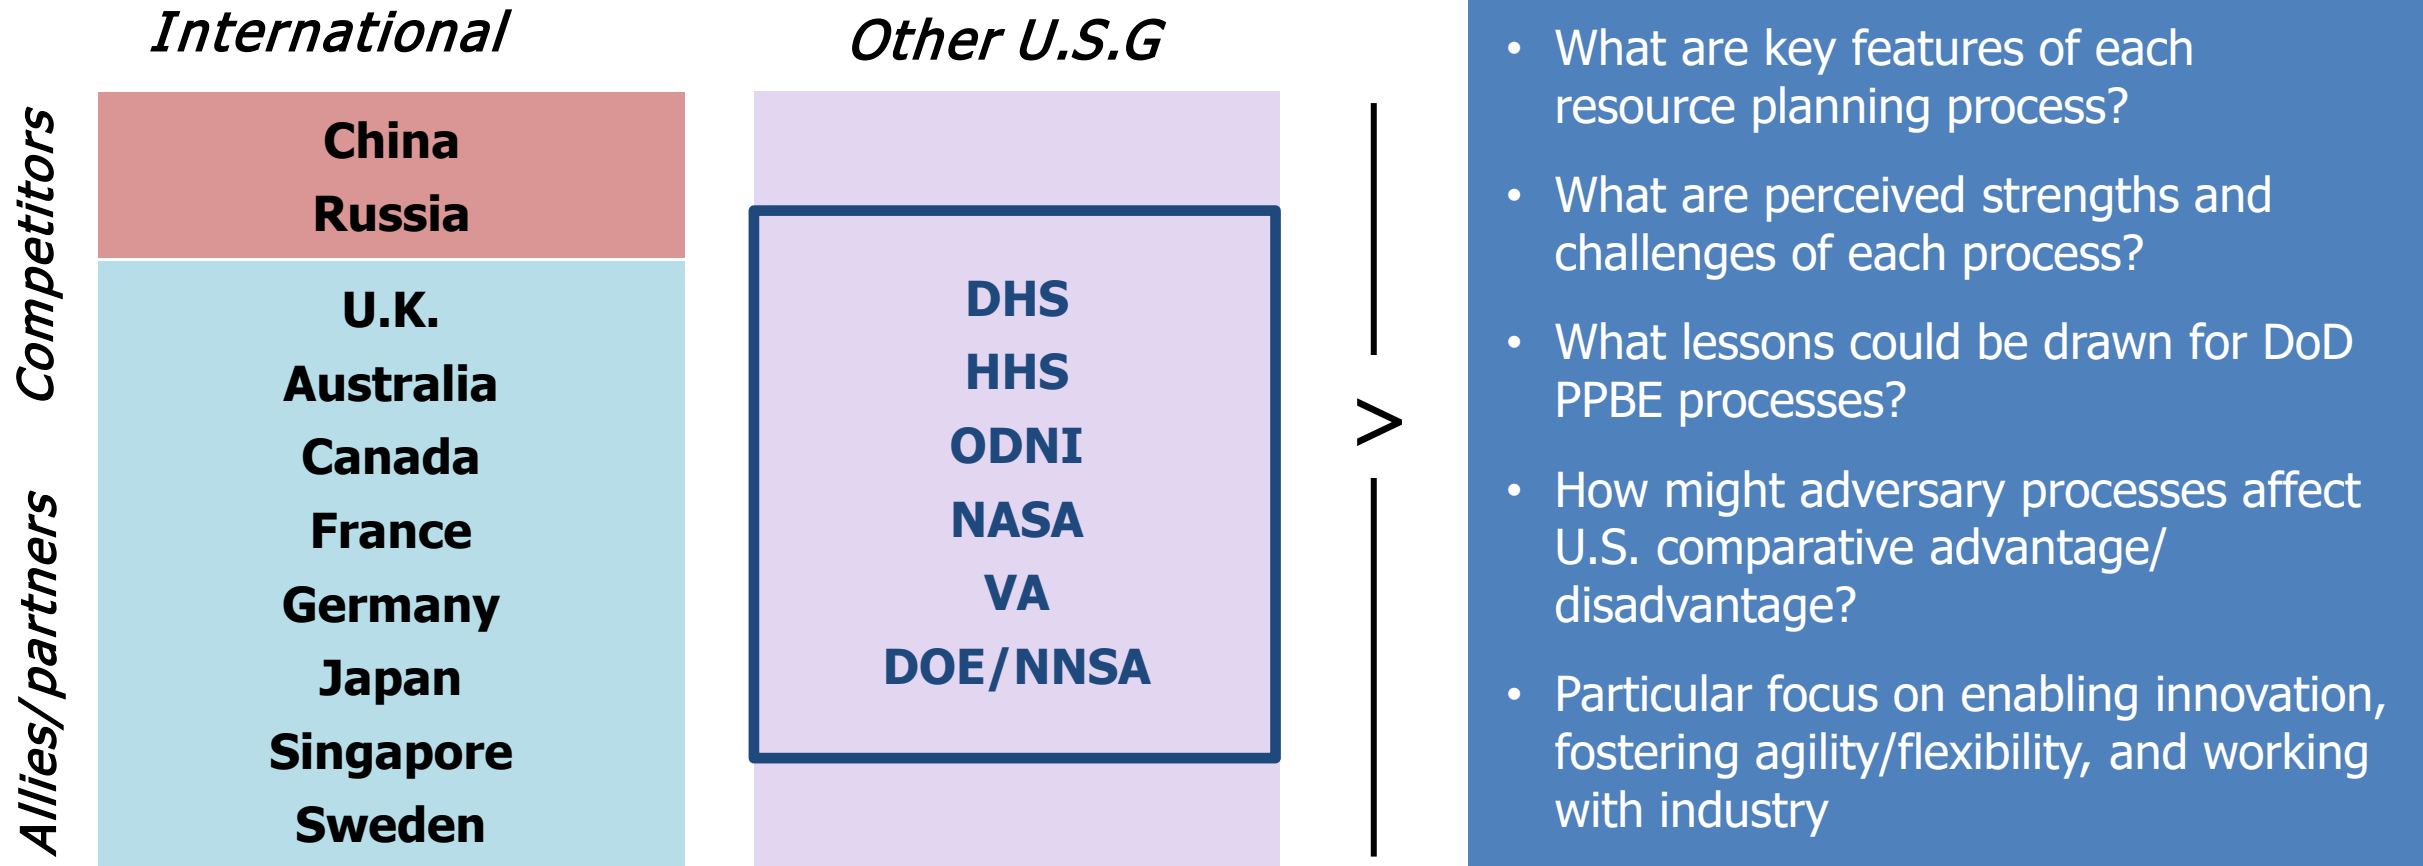 International
Competitors
China
Russia
Allies/partners
U.K.
Australia
Canada
France
Germany
Japan
Singapore
Sweden
Other U.S.G
DHS
HHS
ODNI
NASA
VA
DOE/NNSA
>
• What are key features of each
resource planning process?
• What are perceived strengths and
challenges of each process?
• What lessons could be drawn for DoD
PPBE processes?
• How might adversary processes affect
U.S. comparative advantage/
disadvantage?
• Particular focus on enabling innovation,
fostering agility/flexibility, and working
with industry